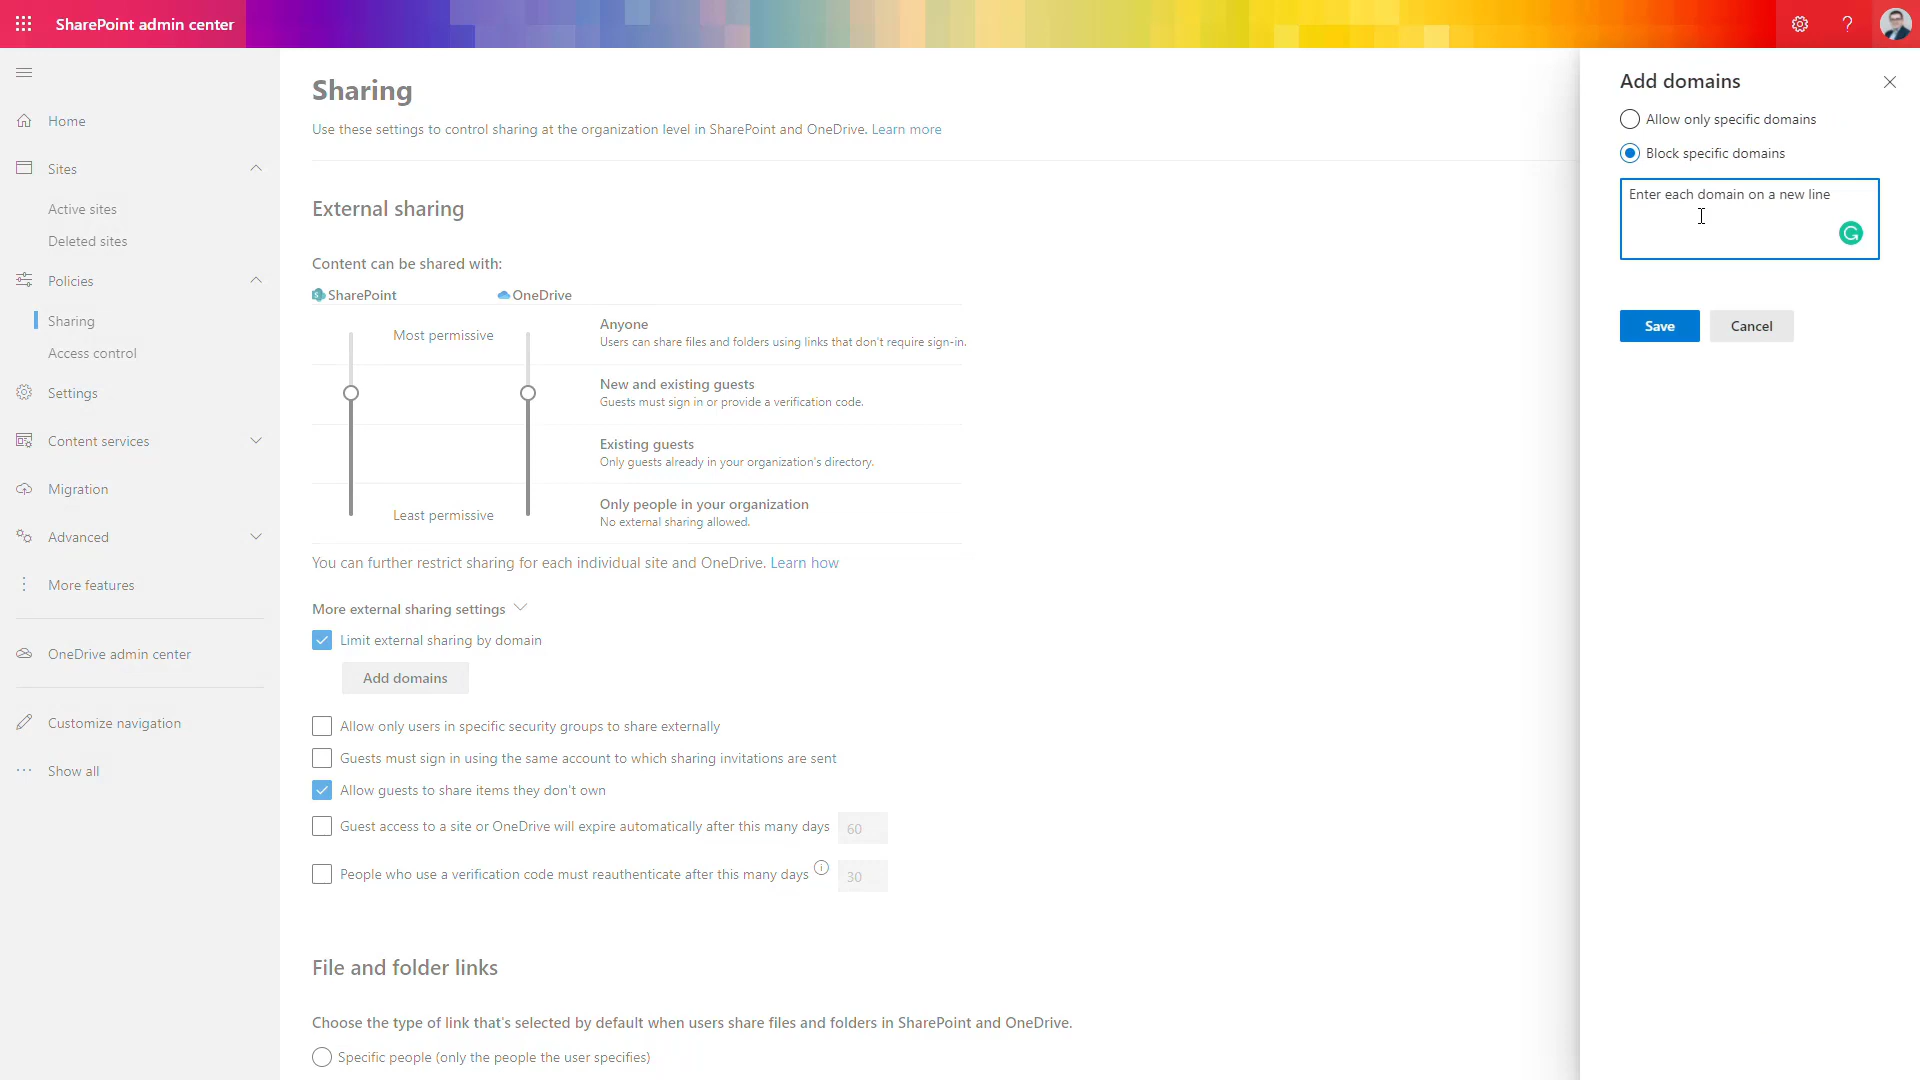 SharePoint admin center
Home
Sites
Active sites
Deleted sites
Policies
Sharing
Access control
Settings
Content services
Migration
Advanced
More features
OneDrive admin center
Customize navigation
Show all
Sharing
Use these settings to control sharing at the organization level in SharePoint and OneDrive. Learn more
External sharing
Content can be shared with:
SharePoint OneDrive
Most permissive
Least permissive
Anyone
Users can share files and folders using links that don't require sign-in.
New and existing guests
Guests must sign in or provide a verification code.
Existing guests
Only guests already in your organization's directory.
Only people in your organization
No external sharing allowed.
You can further restrict sharing for each individual site and OneDrive. Learn how
More external sharing settings
Limit external sharing by domain
Add domains
Allow only users in specific security groups to share externally
Guests must sign in using the same account to which sharing invitations are sent
Allow guests to share items they don't own
Guest access to a site or OneDrive will expire automatically after this many days 60
People who use a verification code must reauthenticate after this many days 30
File and folder links
Choose the type of link that's selected by default when users share files and folders in SharePoint and OneDrive.
Specific people (only the people the user specifies)
Add domains
Allow only specific domains
Block specific domains
Enter each domain on a new line
Save Cancel